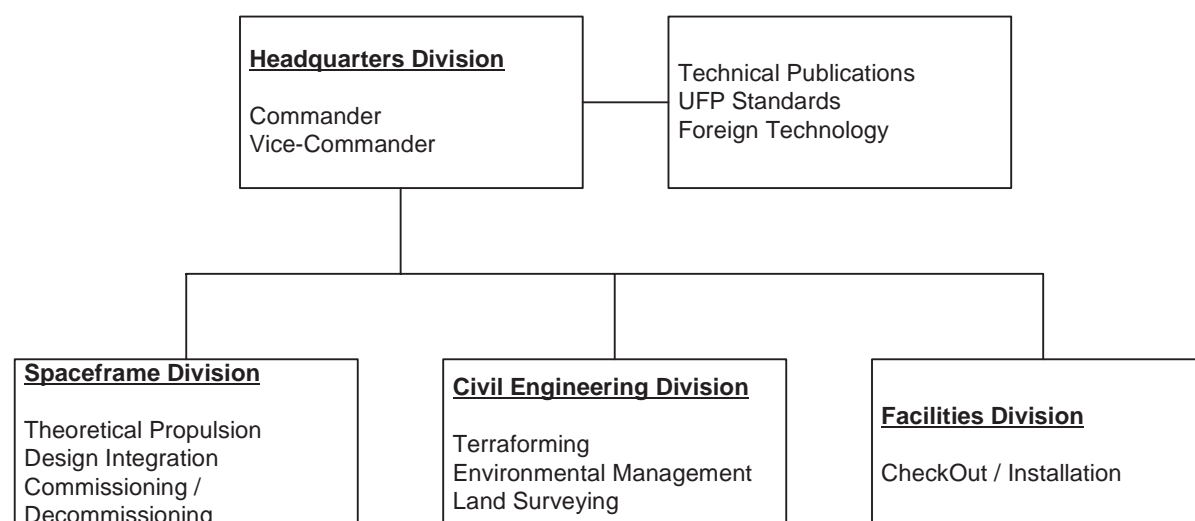 Headquarters Division
Commander
Vice-Commander
Technical Publications
UFP Standards
Foreign Technology
Spaceframe Division
Theoretical Propulsion
Design Integration
Commissioning /
Decommissioning
Civil Engineering Division
Terraforming
Environmental Management
Land Surveying
Facilities Division
CheckOut / Installation